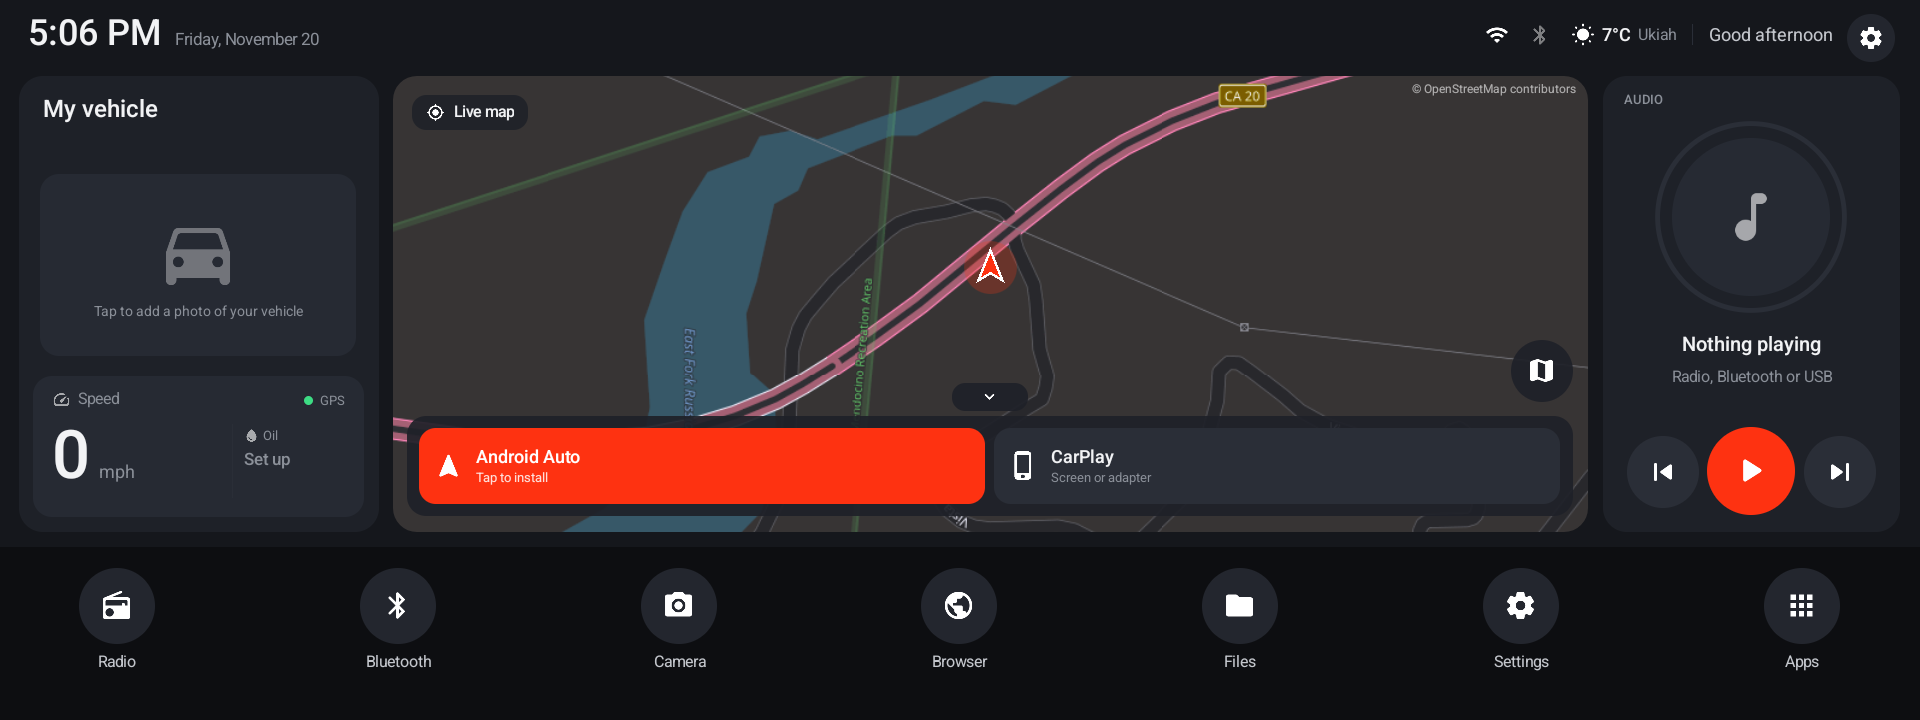 5:06 PM
Friday, November 20
7°C
Ukiah
Good afternoon
My vehicle
Tap to add a photo of your vehicle
Speed
GPS
0 mph
Oil
Set up
Live map
CA 20
© OpenStreetMap contributors
East Fork Russ
ndocino Recreation Area
Android Auto
Tap to install
CarPlay
Screen or adapter
AUDIO
Nothing playing
Radio, Bluetooth or USB
Radio
Bluetooth
Camera
Browser
Files
Settings
Apps